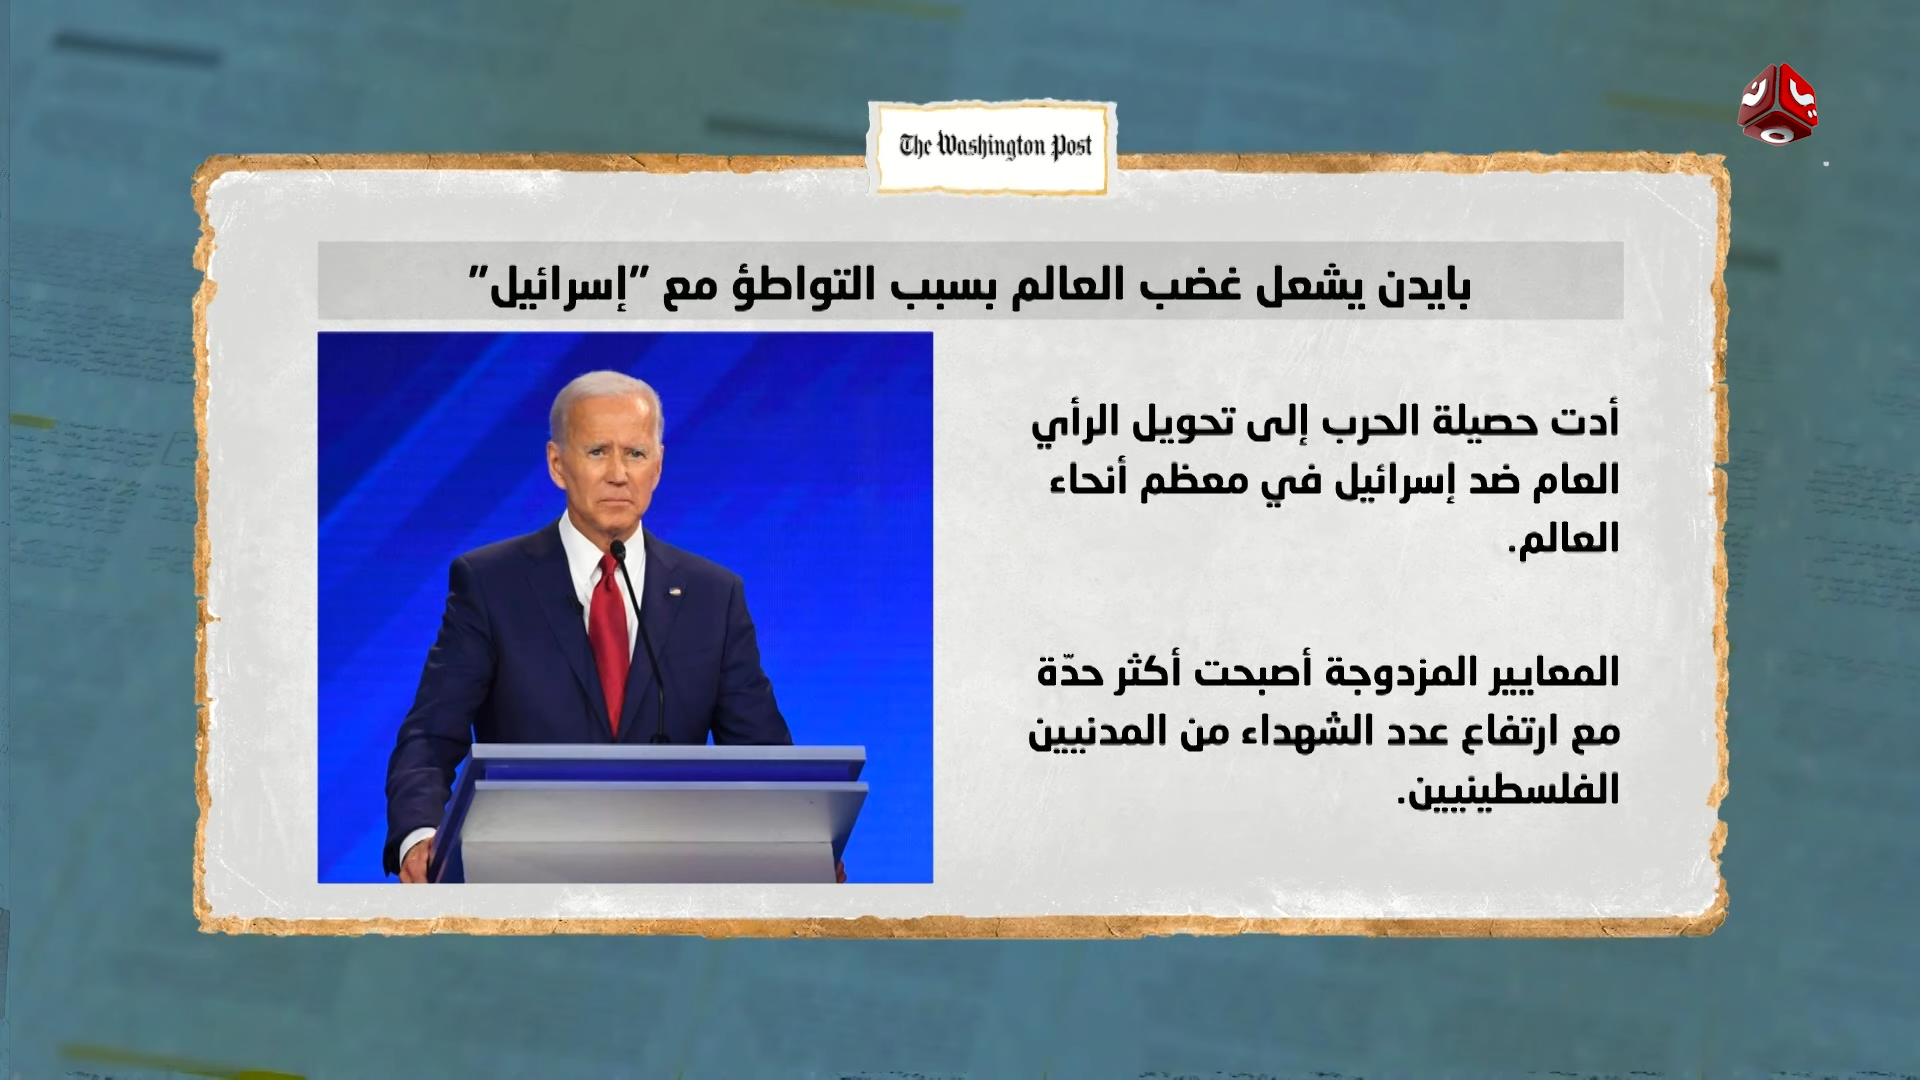 The Washington Post
بايدن يشعل غضب العالم بسبب التواطؤ مع "إسرائيل"
أدت حصيلة الحرب إلى تحويل الرأي
العام ضد إسرائيل في معظم أنحاء
العالم.
المعايير المزدوجة أصبحت أكثر حدّة
مع ارتفاع عدد الشهداء من المدنيين
الفلسطينيين.